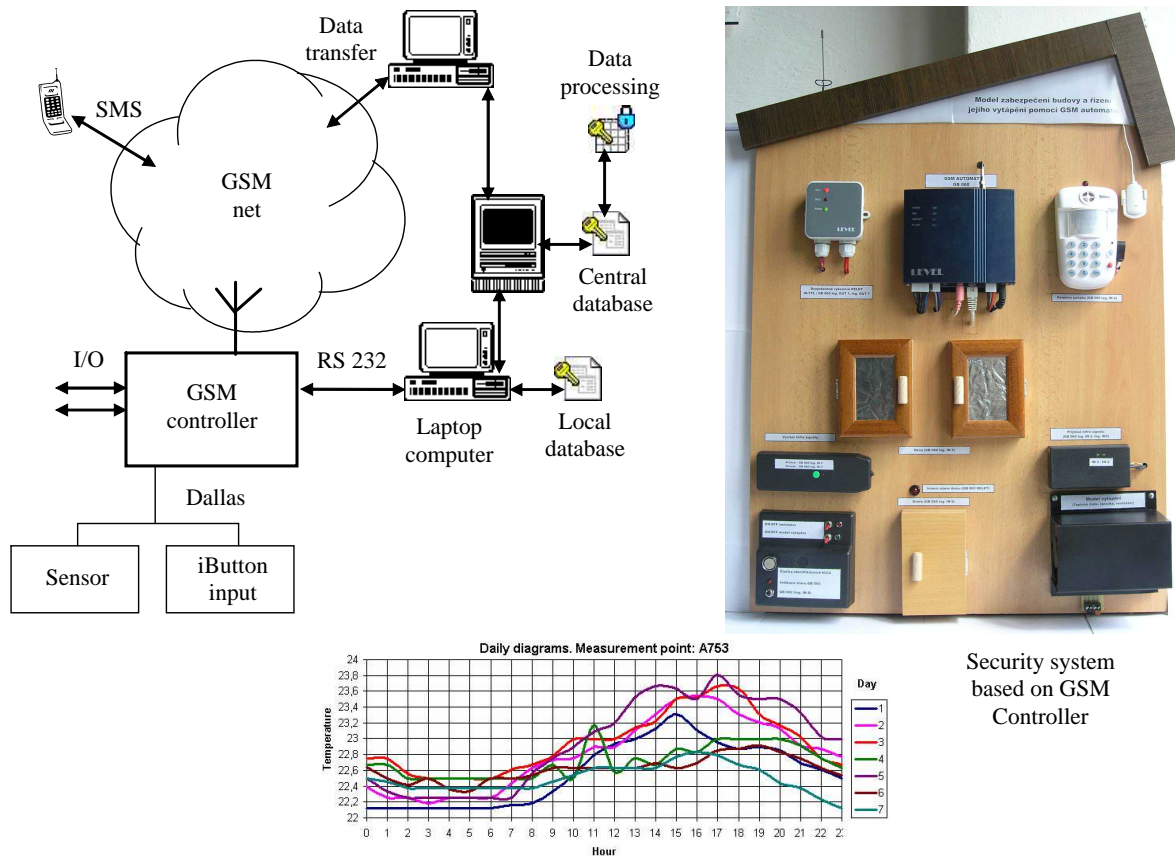 Data
transfer
SMS
GSM
net
Data
processing
Central
database
I/O
RS 232
GSM
controller
Laptop
computer
Local
database
Dallas
Sensor
iButton
input
Model zabezpečení budovy a řízení
jejího vytápění pomocí GSM automatu
GSM AUTOMAT
GB 060
LEVEL
LEVEL
Model vytápění
Security system
based on GSM
Controller
Daily diagrams. Measurement point: A753
Temperature
24
23,8
23,6
23,4
23,2
23
22,8
22,6
22,4
22,2
22
0 1 2 3 4 5 6 7 8 9 10 11 12 13 14 15 16 17 18 19 20 21 22
Hour
Day
1
2
3
4
5
6
7